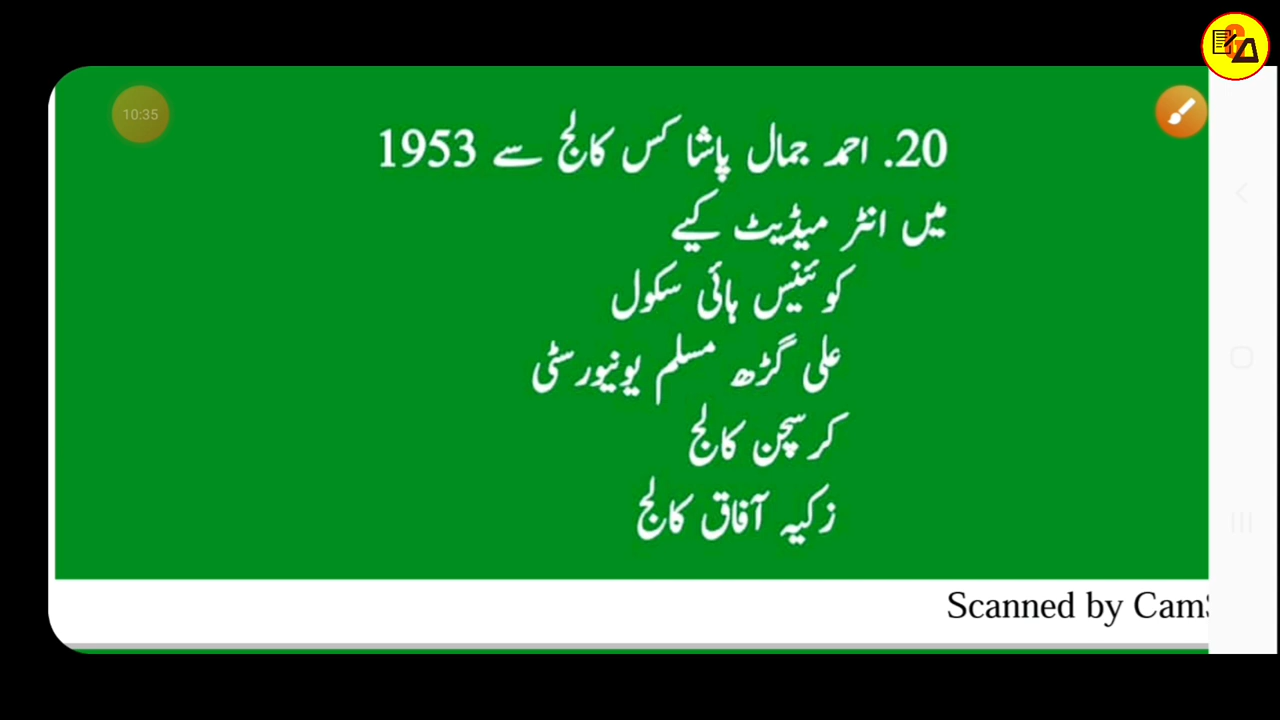 10:35
20. احمد جمال پاشا کس کالج سے 1953
میں انٹر میڈیٹ کیے
کوئنیس ہائی سکول
علی گڑھ مسلم یونیورسٹی
کرسچن کالج
زکیہ آفاق کالج
Scanned by Cam